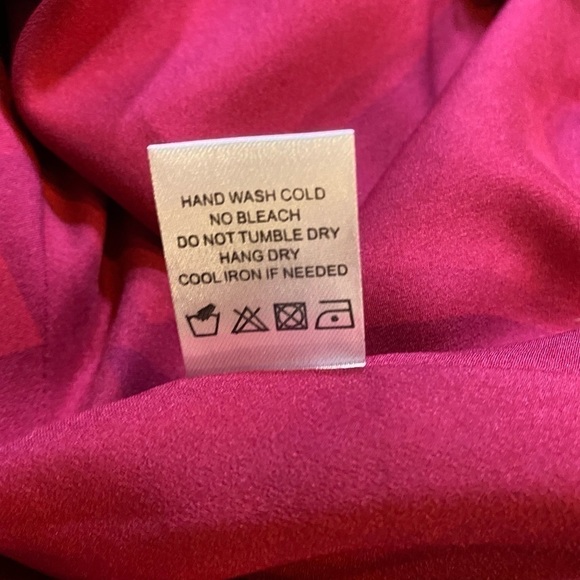 HAND WASH COLD
NO BLEACH
DO NOT TUMBLE DRY
HANG DRY
COOL IRON IF NEEDED